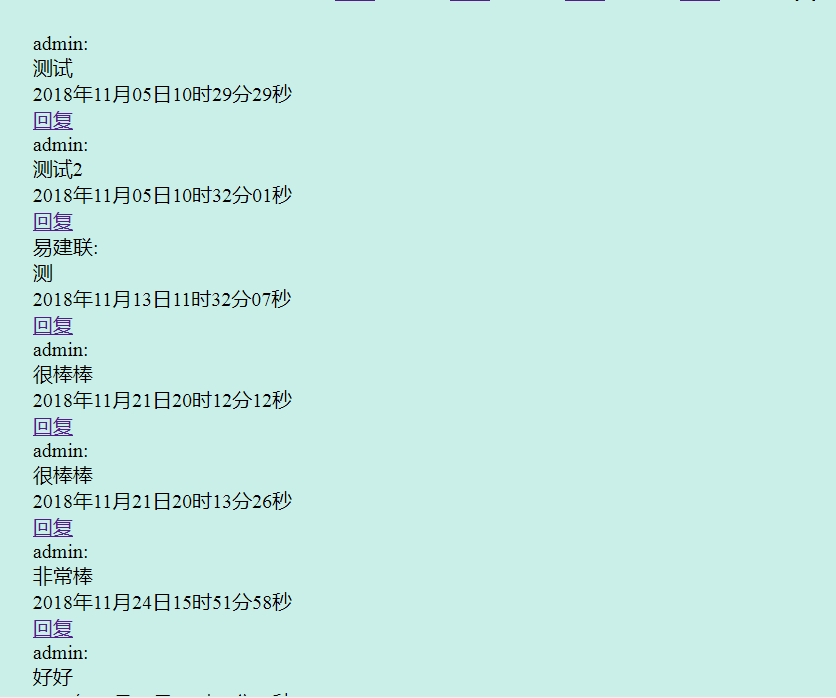 admin:
测试
2018年11月05日10时29分29秒
回复
admin:
测试2
2018年11月05日10时32分01秒
回复
易建联:
测
2018年11月13日11时32分07秒
回复
admin:
很棒棒
2018年11月21日20时12分12秒
回复
admin:
很棒棒
2018年11月21日20时13分26秒
回复
admin:
非常棒
2018年11月24日15时51分58秒
回复
admin:
好好